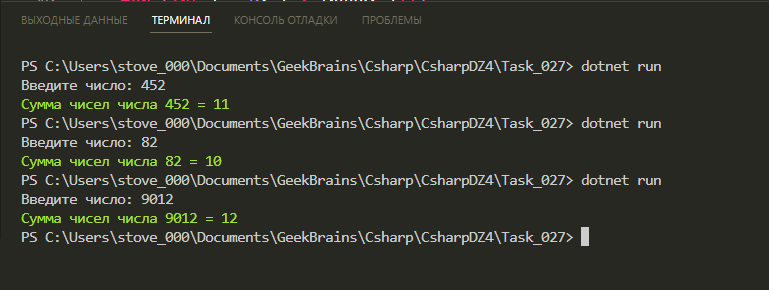 ВЫХОДНЫЕ ДАННЫЕ ТЕРМИНАЛ КОНСОЛЬ ОТЛАДКИ ПРОБЛЕМЫ
PS C:\Users\stove_000\Documents\GeekBrains\Csharp\CsharpDZ4\Task_027> dotnet run
Введите число: 452
Сумма чисел числа 452 = 11
PS C:\Users\stove_000\Documents\GeekBrains\Csharp\CsharpDZ4\Task_027> dotnet run
Введите число: 82
Сумма чисел числа 82 = 10
PS C:\Users\stove_000\Documents\GeekBrains\Csharp\CsharpDZ4\Task_027> dotnet run
Введите число: 9012
Сумма чисел числа 9012 = 12
PS C:\Users\stove_000\Documents\GeekBrains\Csharp\CsharpDZ4\Task_027>